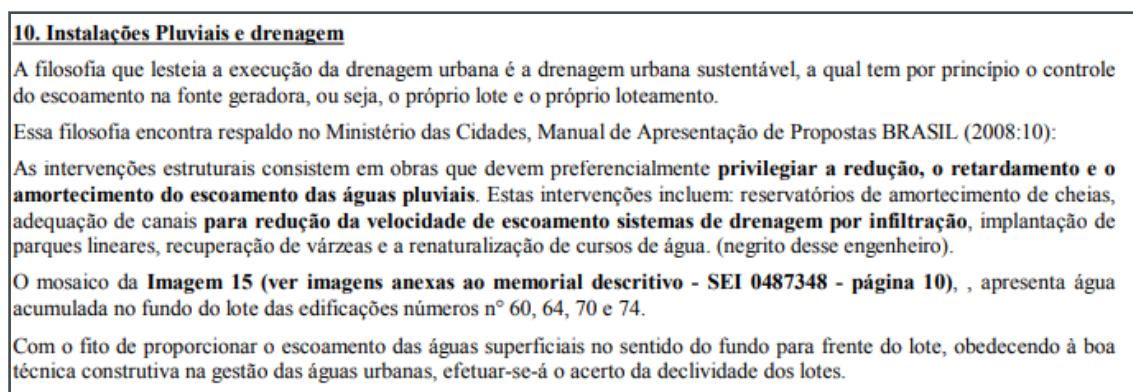 10. Instalações Pluviais e drenagem
A filosofia que lesteia a execução da drenagem urbana é a drenagem urbana sustentável, a qual tem por princípio o controle
do escoamento na fonte geradora, ou seja, o próprio lote e o próprio loteamento.
Essa filosofia encontra respaldo no Ministério das Cidades, Manual de Apresentação de Propostas BRASIL (2008:10):
As intervenções estruturais consistem em obras que devem preferencialmente privilegiar a redução, o retardamento e o
amortecimento do escoamento das águas pluviais. Estas intervenções incluem: reservatórios de amortecimento de cheias,
adequação de canais para redução da velocidade de escoamento sistemas de drenagem por infiltração, implantação de
parques lineares, recuperação de várzeas e a renaturalização de cursos de água. (negrito desse engenheiro).
O mosaico da Imagem 15 (ver imagens anexas ao memorial descritivo - SEI 0487348 - página 10), , apresenta água
acumulada no fundo do lote das edificações números n° 60, 64, 70 e 74.
Com o fito de proporcionar o escoamento das águas superficiais no sentido do fundo para frente do lote, obedecendo à boa
técnica construtiva na gestão das águas urbanas, efetuar-se-á o acerto da declividade dos lotes.